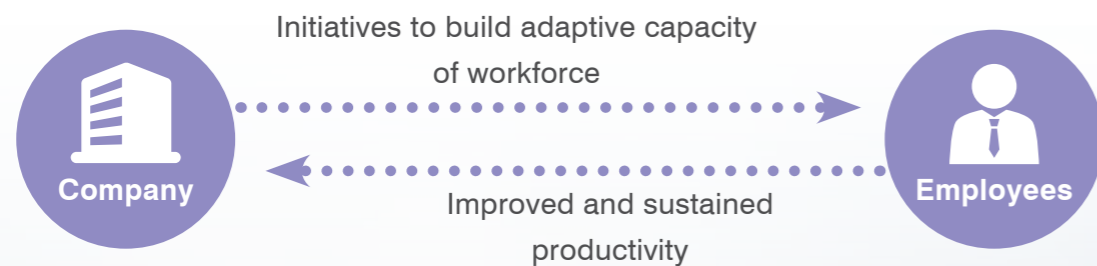 Initiatives to build adaptive capacity
of workforce
Company
Employees
Improved and sustained
productivity